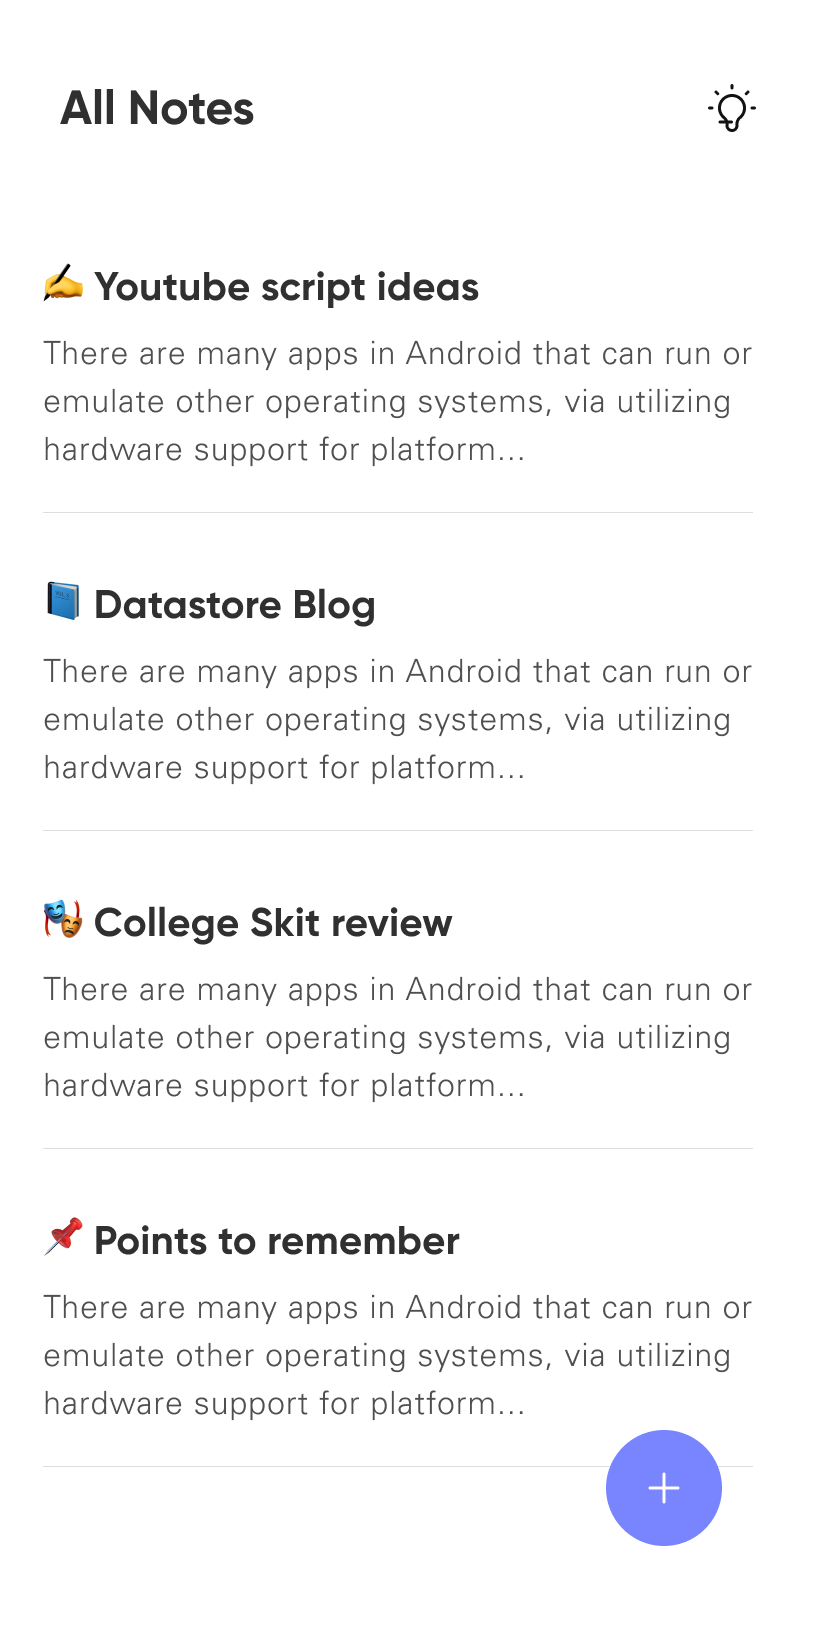 All Notes
✍️ Youtube script ideas
There are many apps in Android that can run or
emulate other operating systems, via utilizing
hardware support for platform...
📘 Datastore Blog
There are many apps in Android that can run or
emulate other operating systems, via utilizing
hardware support for platform...
🎭 College Skit review
There are many apps in Android that can run or
emulate other operating systems, via utilizing
hardware support for platform...
📌 Points to remember
There are many apps in Android that can run or
emulate other operating systems, via utilizing
hardware support for platform...